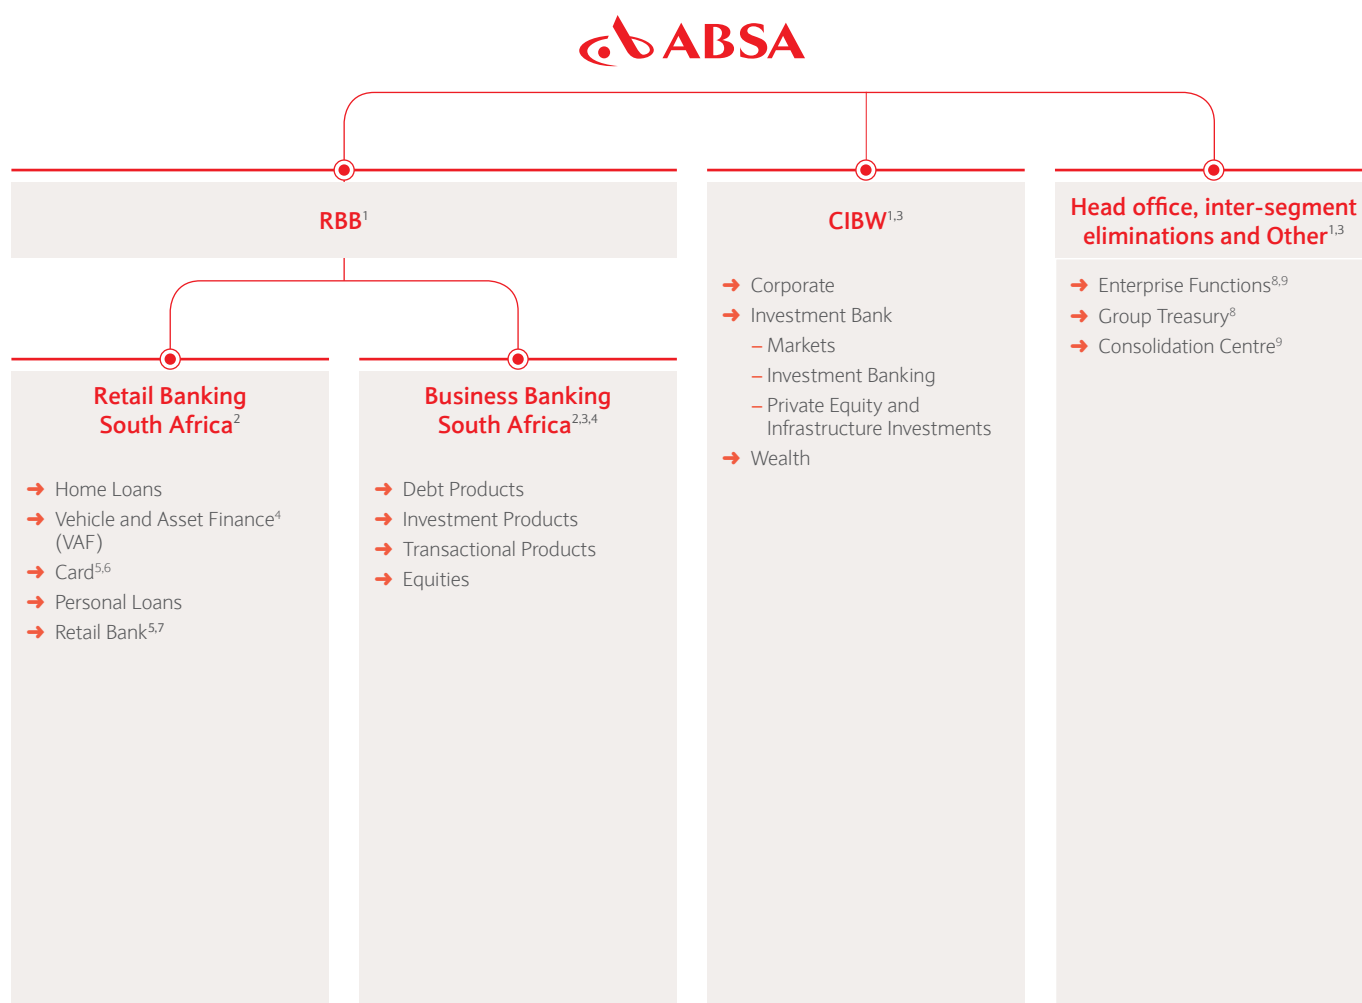 ABSA
RBB¹
Retail Banking
South Africa²
→ Home Loans
→ Vehicle and Asset Finance⁴
(VAF)
→ Card⁵,⁶
→ Personal Loans
→ Retail Bank⁵,⁷
Business Banking
South Africa²,³,⁴
→ Debt Products
→ Investment Products
→ Transactional Products
→ Equities
CIBW¹,³
→ Corporate
→ Investment Bank
– Markets
– Investment Banking
– Private Equity and
Infrastructure Investments
→ Wealth
Head office, inter-segment
eliminations and Other¹,³
→ Enterprise Functions⁸,⁹
→ Group Treasury⁸
→ Consolidation Centre⁹